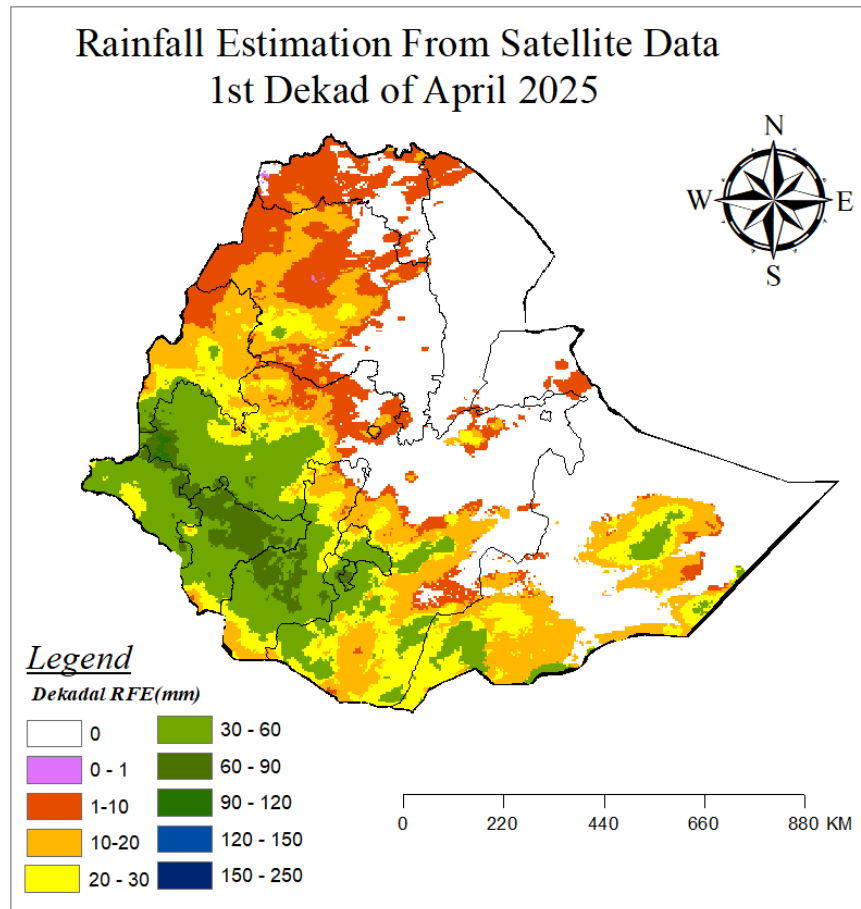 Rainfall Estimation From Satellite Data
1st Dekad of April 2025
N
W
E
S
Legend
Dekadal RFE(mm)
0
0 - 1
1-10
10-20
20 - 30
30 - 60
60 - 90
90 - 120
120 - 150
150 - 250
0 220 440 660 880 KM